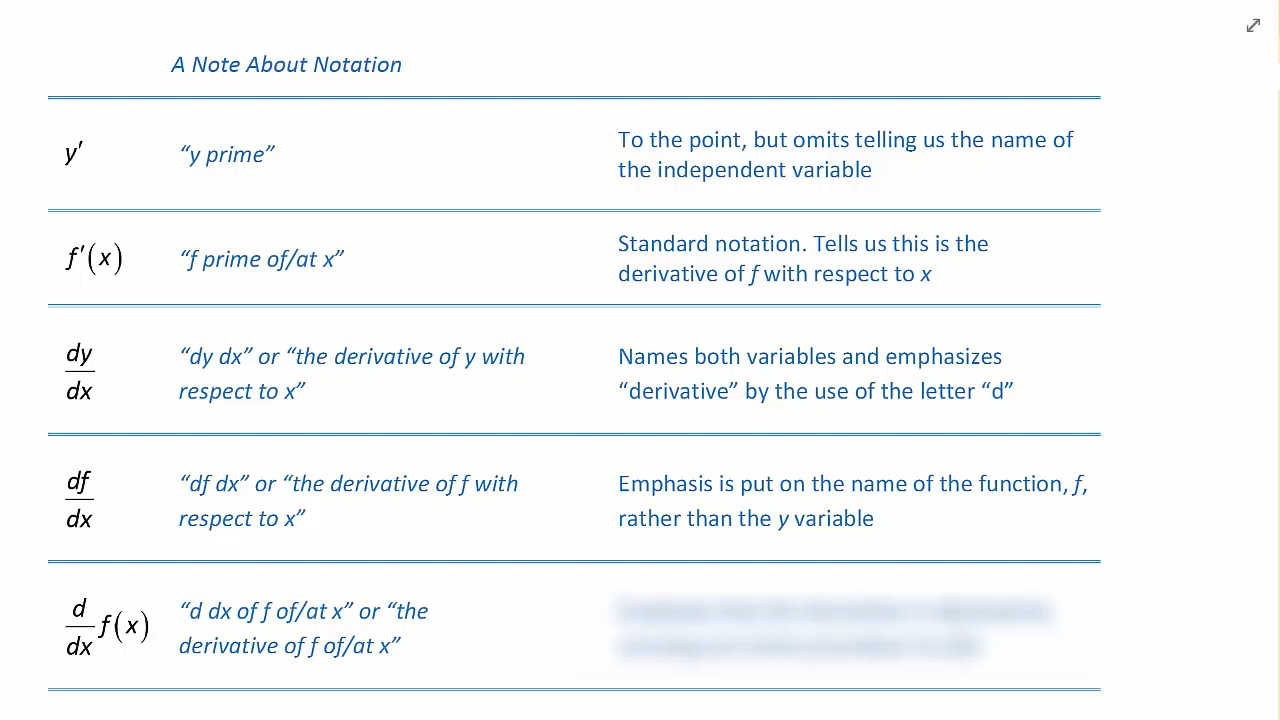 A Note About Notation
y′ “y prime” To the point, but omits telling us the name of
the independent variable
f′(x) “f prime of/at x” Standard notation. Tells us this is the
derivative of f with respect to x
dy/dx “dy dx” or “the derivative of y with Names both variables and emphasizes
respect to x” “derivative” by the use of the letter “d”
df/dx “df dx” or “the derivative of f with Emphasis is put on the name of the function, f,
respect to x” rather than the y variable
d/dx f(x) “d dx of f of/at x” or “the
derivative of f of/at x”